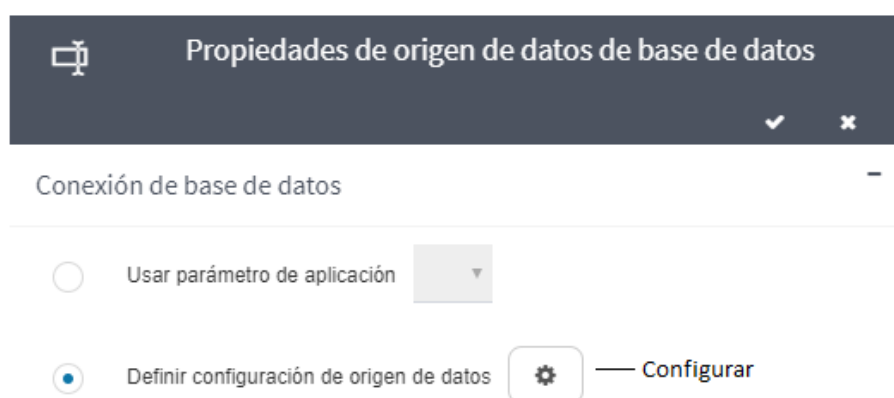 Propiedades de origen de datos de base de datos
Conexión de base de datos
Usar parámetro de aplicación
Definir configuración de origen de datos
Configurar